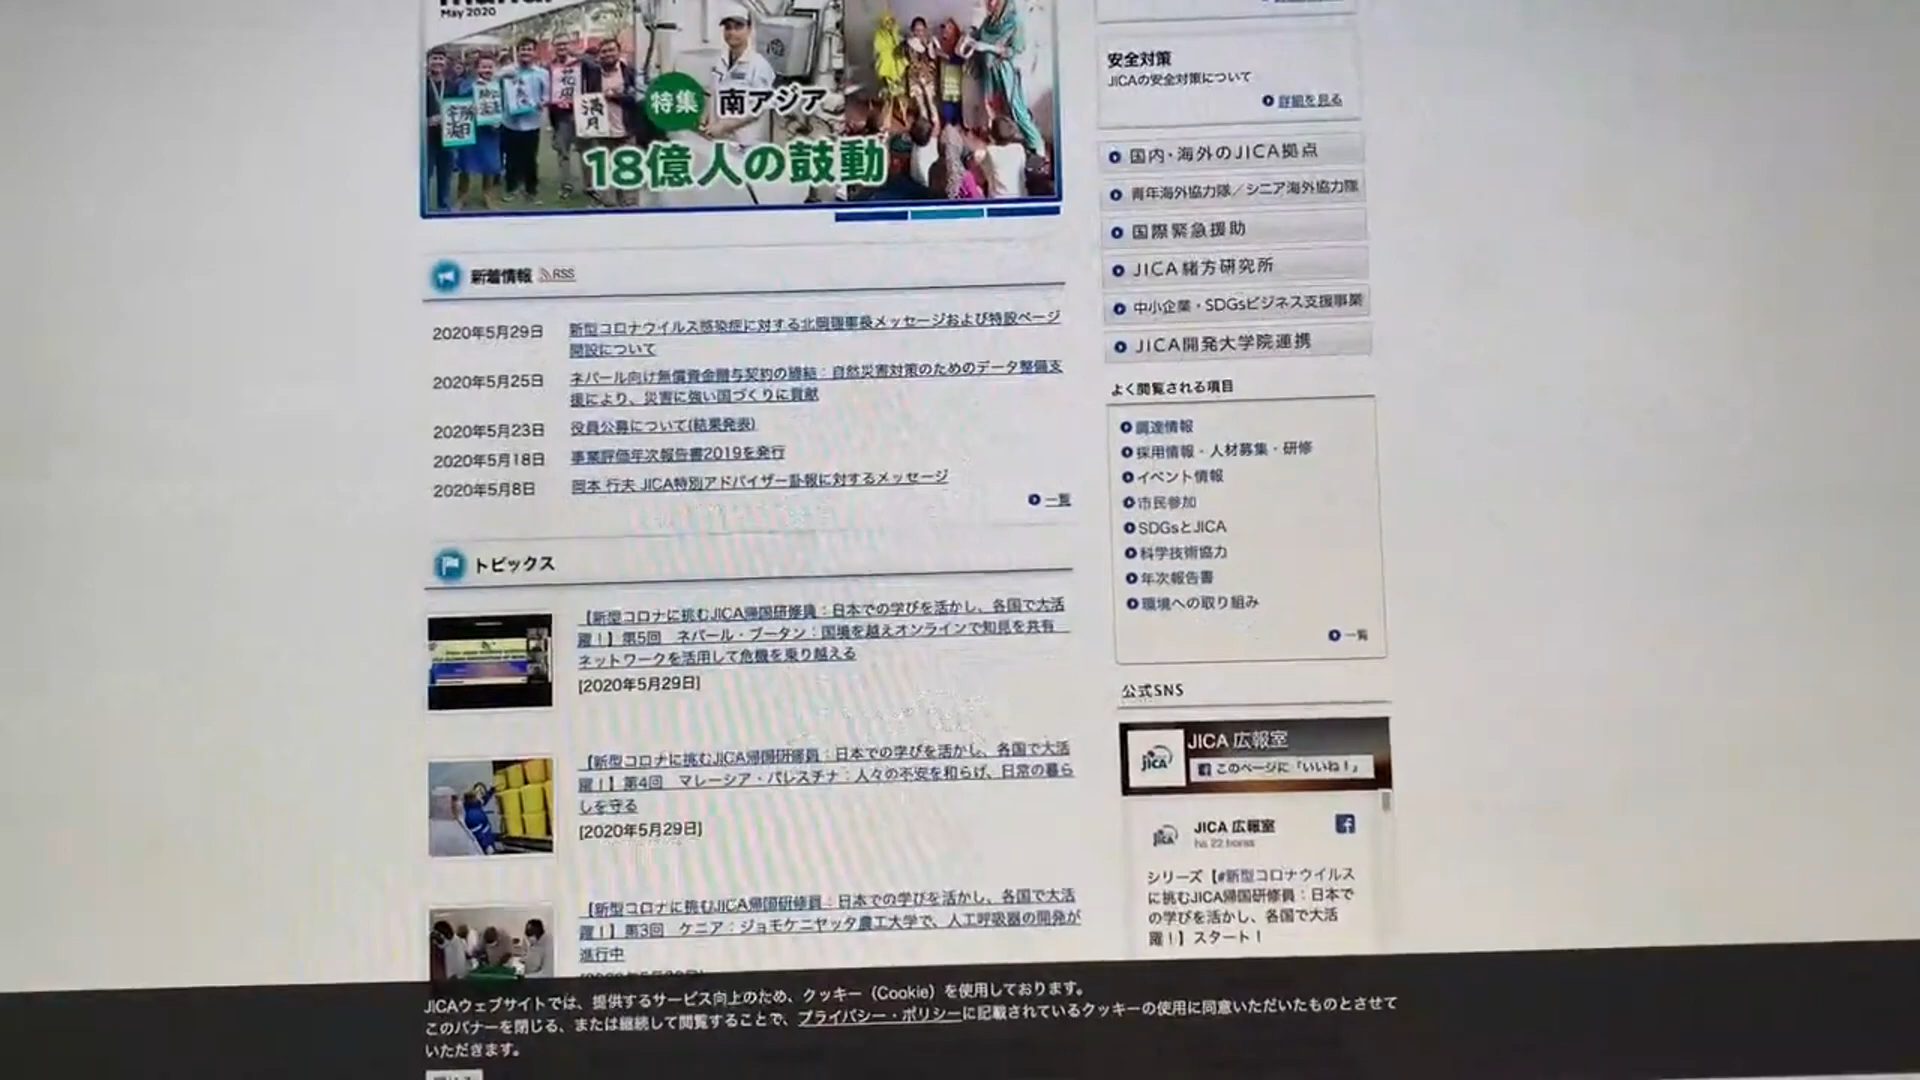 May 2020
花用
満月
特集 南アジア
18億人の鼓動
新着情報 RSS
2020年5月29日 新型コロナウイルス感染症に対する北岡理事長メッセージおよび特設ページ
開設について
2020年5月25日 ネパール向け無償資金贈与契約の締結：自然災害対策のためのデータ整備支
援により、災害に強い国づくりに貢献
2020年5月23日 役員公募について(結果発表)
2020年5月18日 事業評価年次報告書2019を発行
2020年5月8日 岡本 行夫 JICA特別アドバイザー訃報に対するメッセージ
一覧
トピックス
【新型コロナに挑むJICA帰国研修員：日本での学びを活かし、各国で大活
躍！】第5回 ネパール・ブータン：国境を越えオンラインで知見を共有
ネットワークを活用して危機を乗り越える
[2020年5月29日]
【新型コロナに挑むJICA帰国研修員：日本での学びを活かし、各国で大活
躍！】第4回 マレーシア・パレスチナ：人々の不安を和らげ、日常の暮ら
しを守る
[2020年5月29日]
【新型コロナに挑むJICA帰国研修員：日本での学びを活かし、各国で大活
躍！】第3回 ケニア：ジョモケニヤッタ農工大学で、人工呼吸器の開発が
進行中
安全対策
JICAの安全対策について
詳細を見る
国内・海外のJICA拠点
青年海外協力隊／シニア海外協力隊
国際緊急援助
JICA緒方研究所
中小企業・SDGsビジネス支援事業
JICA開発大学院連携
よく閲覧される項目
調達情報
採用情報・人材募集・研修
イベント情報
市民参加
SDGsとJICA
科学技術協力
年次報告書
環境への取り組み
一覧
公式SNS
JICA
JICA 広報室
このページに「いいね！」
JICA
JICA 広報室
há 22 horas
シリーズ【#新型コロナウイルス
に挑むJICA帰国研修員：日本で
の学びを活かし、各国で大活
躍！】スタート！
JICAウェブサイトでは、提供するサービス向上のため、クッキー（Cookie）を使用しております。
このバナーを閉じる、または継続して閲覧することで、プライバシー・ポリシーに記載されているクッキーの使用に同意いただいたものとさせて
いただきます。